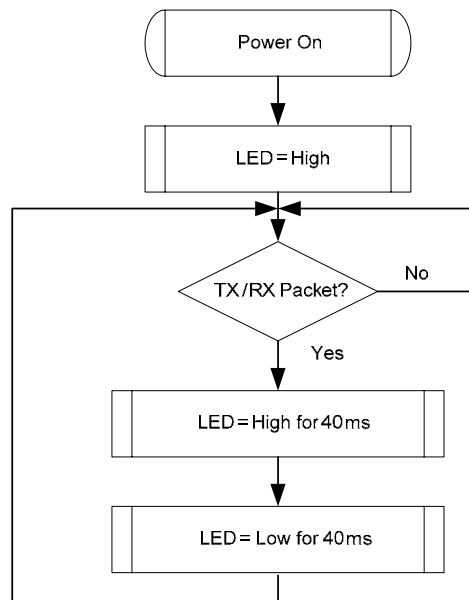 Power On
LED = High
TX/RX Packet?
No
Yes
LED = High for 40ms
LED = Low for 40ms